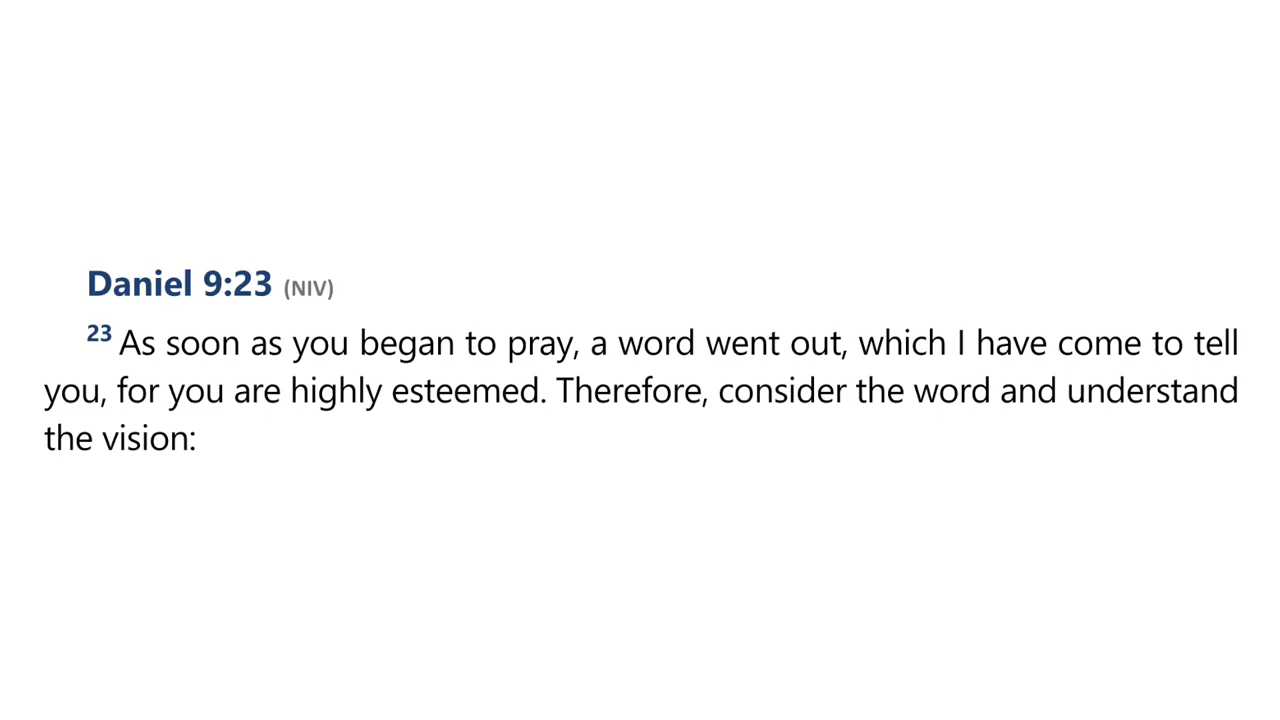 Daniel 9:23 (NIV)
23 As soon as you began to pray, a word went out, which I have come to tell
you, for you are highly esteemed. Therefore, consider the word and understand
the vision: